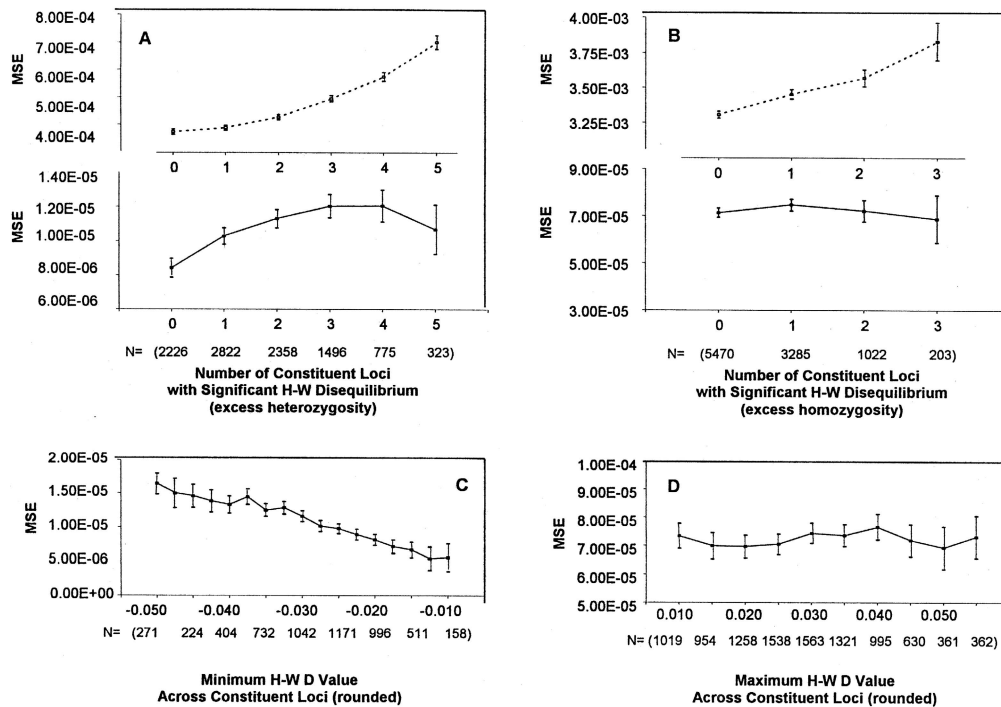 A
MSE
8.00E-04
7.00E-04
6.00E-04
5.00E-04
4.00E-04
0 1 2 3 4 5
MSE
1.40E-05
1.20E-05
1.00E-05
8.00E-06
6.00E-06
0 1 2 3 4 5
N= (2226 2822 2358 1496 775 323)
Number of Constituent Loci
with Significant H-W Disequilibrium
(excess heterozygosity)
B
MSE
4.00E-03
3.75E-03
3.50E-03
3.25E-03
0 1 2 3
MSE
9.00E-05
7.00E-05
5.00E-05
3.00E-05
0 1 2 3
N= (5470 3285 1022 203)
Number of Constituent Loci
with Significant H-W Disequilibrium
(excess homozygosity)
C
MSE
2.00E-05
1.50E-05
1.00E-05
5.00E-06
0.00E+00
-0.050 -0.040 -0.030 -0.020 -0.010
N= (271 224 404 732 1042 1171 996 511 158)
Minimum H-W D Value
Across Constituent Loci (rounded)
D
MSE
1.00E-04
9.00E-05
8.00E-05
7.00E-05
6.00E-05
5.00E-05
0.010 0.020 0.030 0.040 0.050
N= (1019 954 1258 1538 1563 1321 995 630 361 362)
Maximum H-W D Value
Across Constituent Loci (rounded)